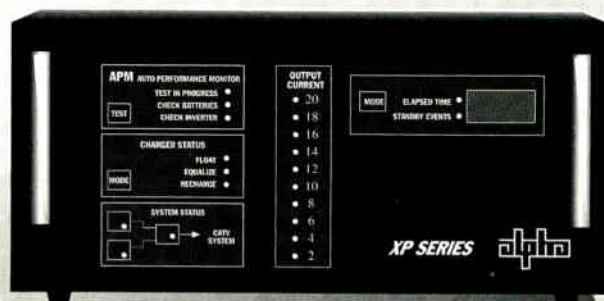 APM AUTO PERFORMANCE MONITOR
TEST IN PROGRESS
CHECK BATTERIES
TEST
CHECK INVERTER
CHARGER STATUS
FLOAT
EQUALIZE
MODE
RECHARGE
SYSTEM STATUS
CATV
SYSTEM
OUTPUT
CURRENT
20
18
16
14
12
10
8
6
4
2
MODE
ELAPSED TIME
STANDBY EVENTS
XP SERIES
alpha